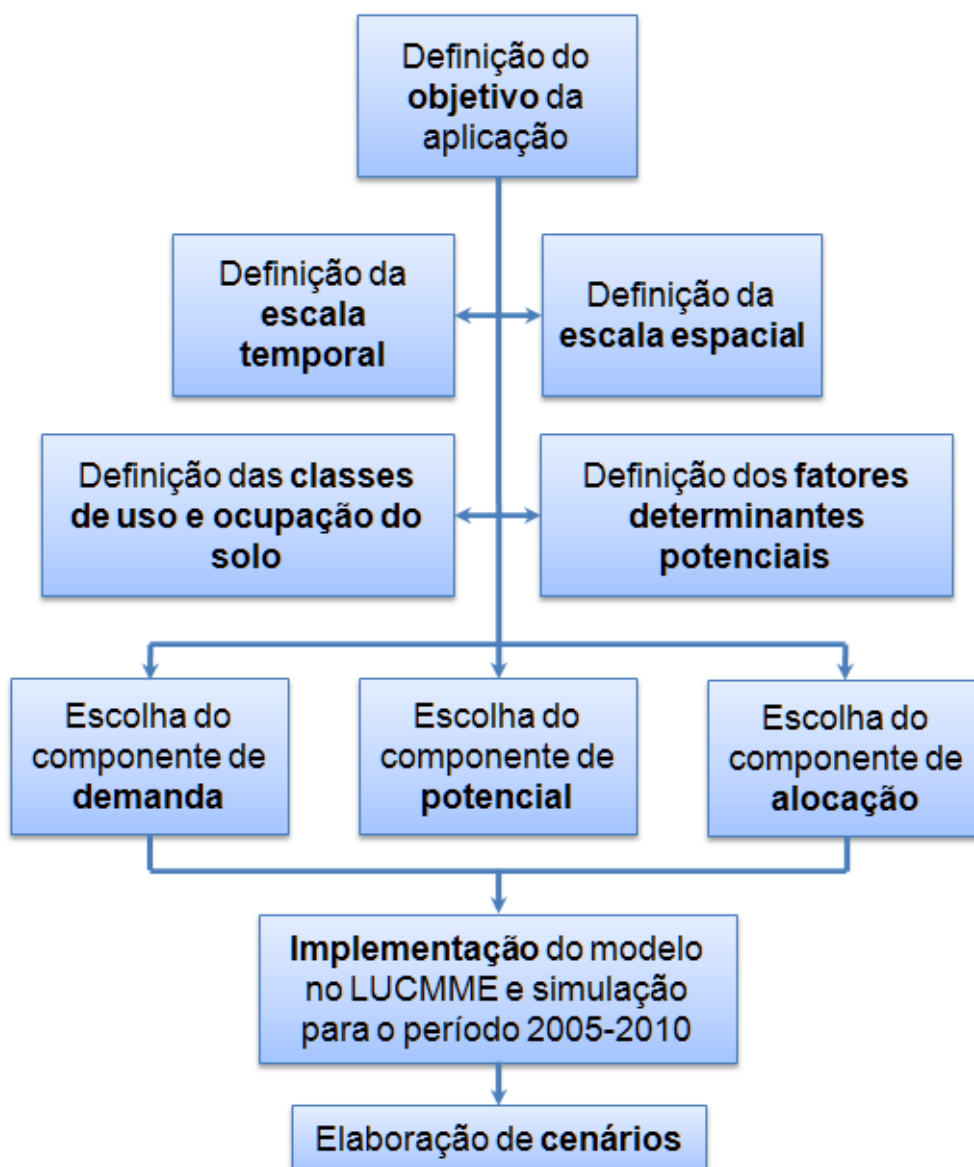 Definição do
objetivo da
aplicação
Definição da
escala
temporal
Definição da
escala espacial
Definição das classes
de uso e ocupação do
solo
Definição dos fatores
determinantes
potenciais
Escolha do
componente de
demanda
Escolha do
componente de
potencial
Escolha do
componente de
alocação
Implementação do modelo
no LUCMME e simulação
para o período 2005-2010
Elaboração de cenários